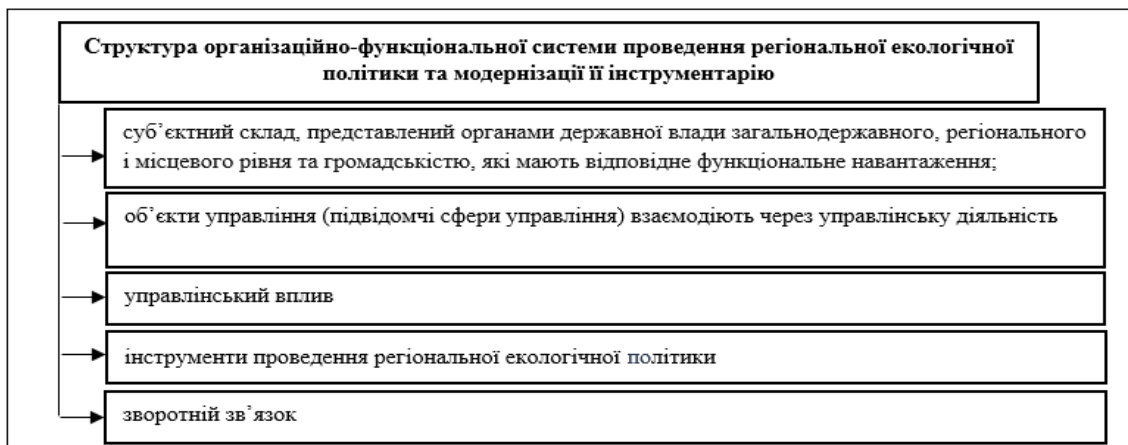 Структура організаційно-функціональної системи проведення регіональної екологічної
політики та модернізації її інструментарію
суб’єктний склад, представлений органами державної влади загальнодержавного, регіонального
і місцевого рівня та громадськістю, які мають відповідне функціональне навантаження;
об’єкти управління (підвідомчі сфери управління) взаємодіють через управлінську діяльність
управлінський вплив
інструменти проведення регіональної екологічної політики
зворотній зв’язок